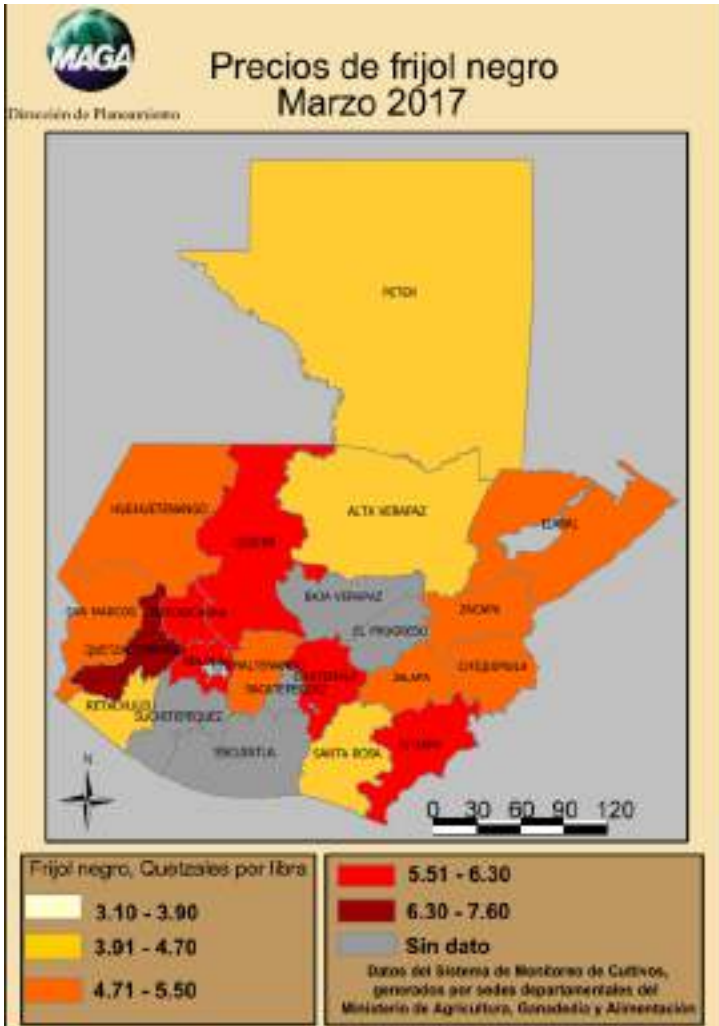 MAGA
Dirección de Planeamiento
Precios de frijol negro
Marzo 2017
PETEN
HUEHUETENANGO
QUICHE
ALTA VERAPAZ
IZABAL
BAJA VERAPAZ
SAN MARCOS
ZACAPA
EL PROGRESO
CHIQUIMULA
JALAPA
GUATEMALA
RETALHULEU
SUCHITEPEQUEZ
ESCUINTLA
SANTA ROSA
JUTIAPA
N
0 30 60 90 120
Frijol negro, Quetzales por libra
3.10 - 3.90
3.91 - 4.70
4.71 - 5.50
5.51 - 6.30
6.30 - 7.60
Sin dato
Datos del Sistema de Monitoreo de Cultivos,
generados por sedes departamentales del
Ministerio de Agricultura, Ganadedia y Alimentación